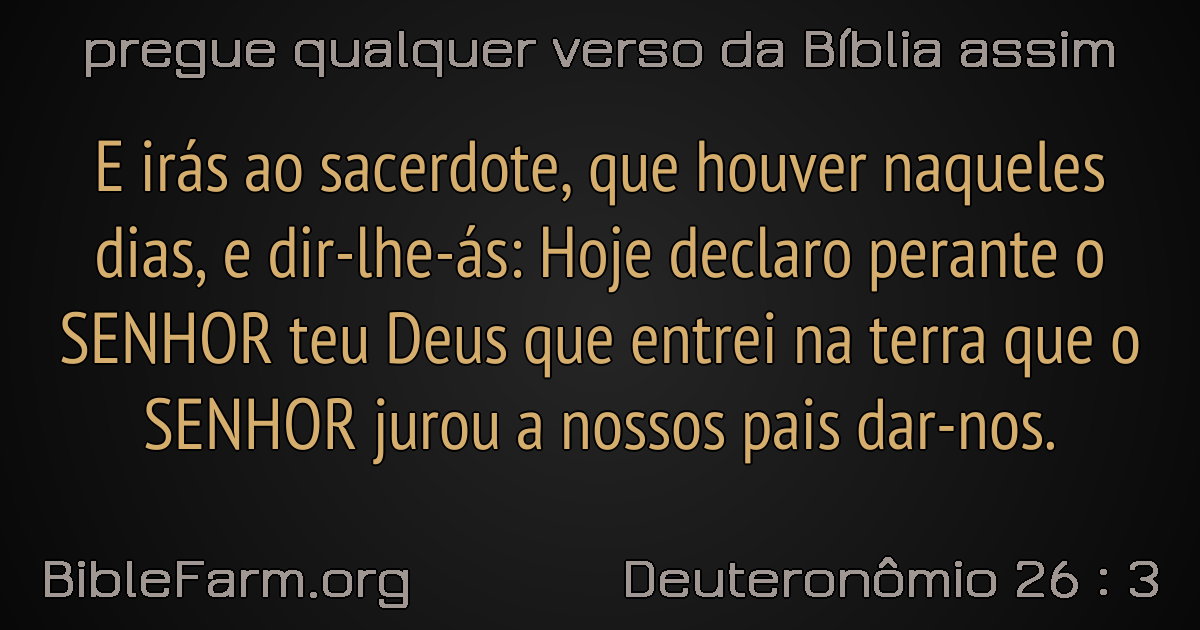 pregue qualquer verso da Bíblia assim
E irás ao sacerdote, que houver naqueles
dias, e dir-lhe-ás: Hoje declaro perante o
SENHOR teu Deus que entrei na terra que o
SENHOR jurou a nossos pais dar-nos.
BibleFarm.org
Deuteronômio 26 : 3